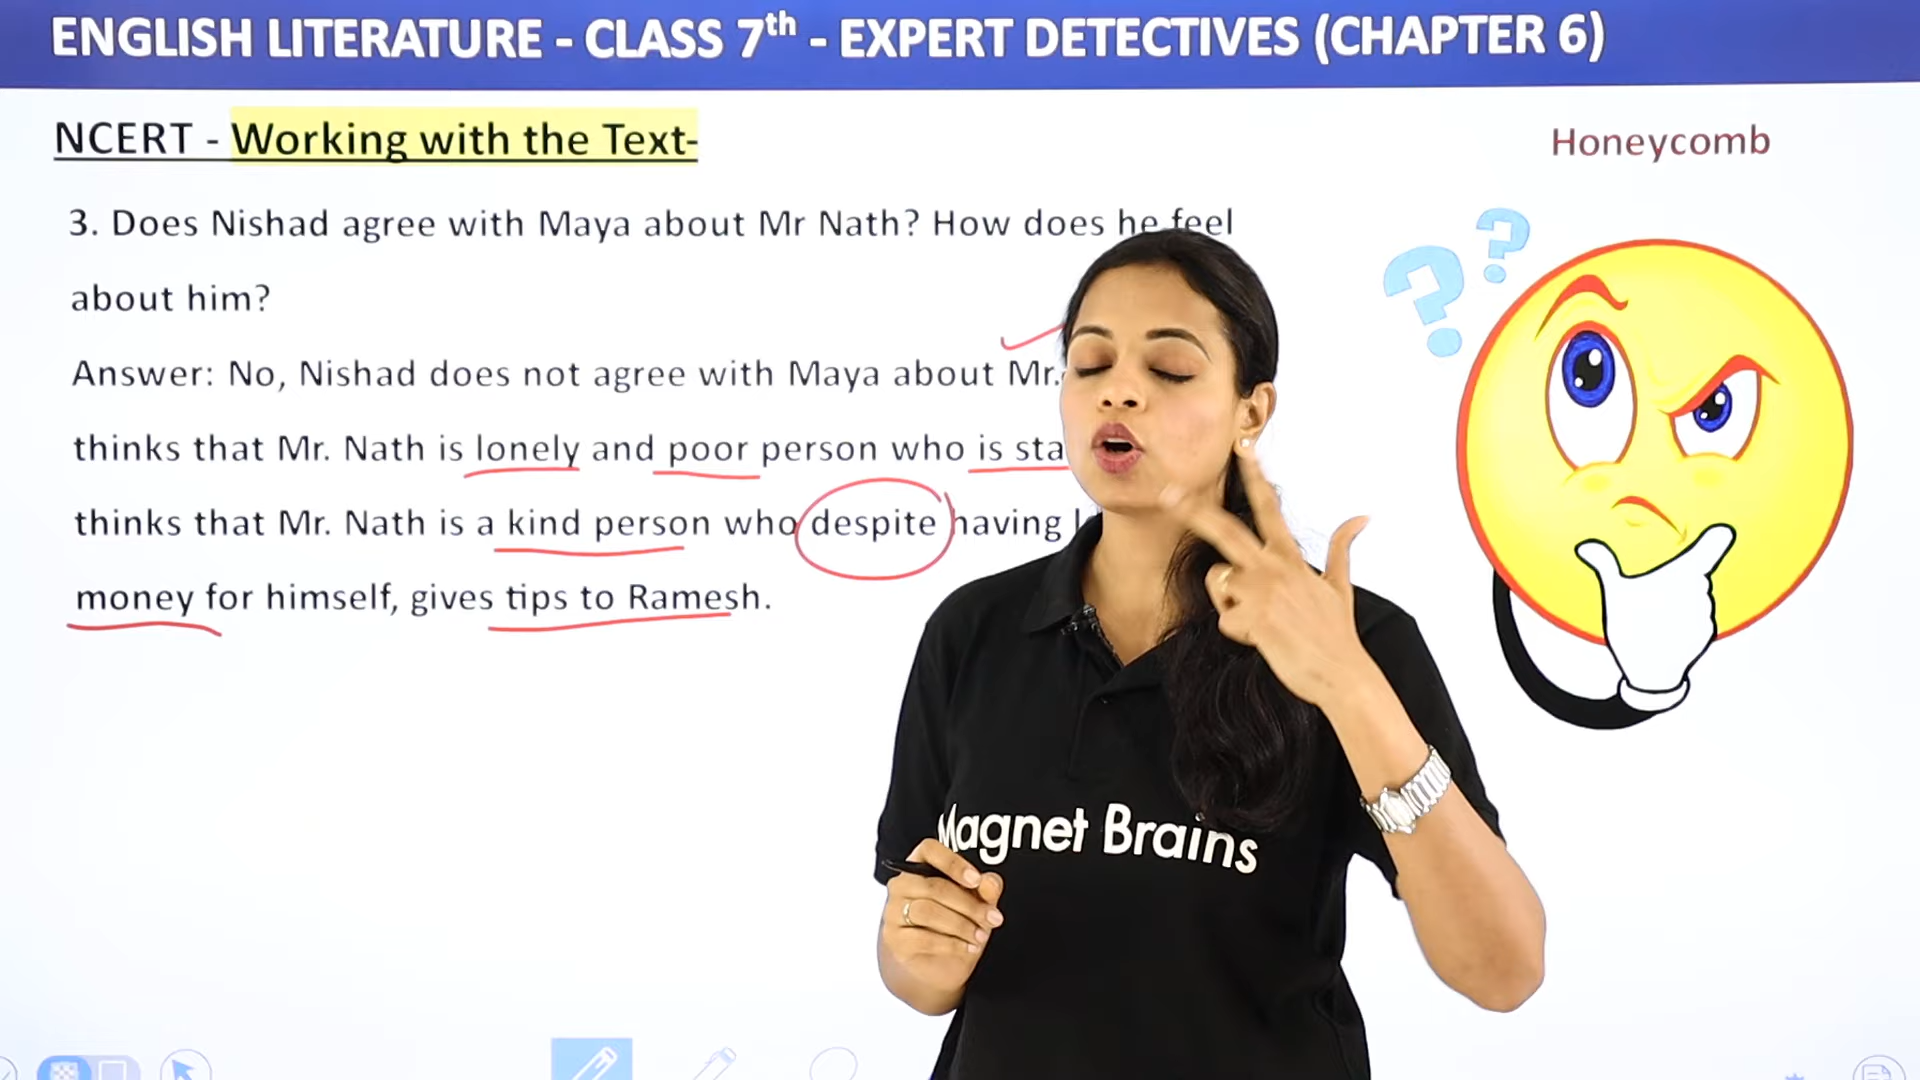 ENGLISH LITERATURE - CLASS 7th - EXPERT DETECTIVES (CHAPTER 6)
NCERT - Working with the Text-
Honeycomb
3. Does Nishad agree with Maya about Mr Nath? How does he feel
about him?
Answer: No, Nishad does not agree with Maya about Mr.
thinks that Mr. Nath is lonely and poor person who is
thinks that Mr. Nath is a kind person who despite having
money for himself, gives tips to Ramesh.
? ?
Magnet Brains